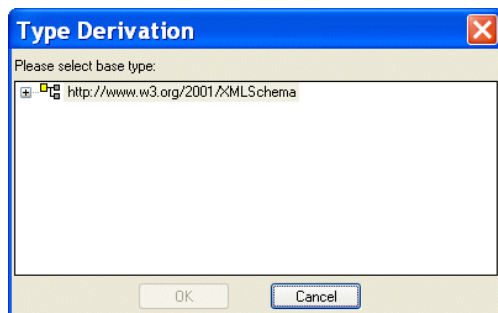 Type Derivation
Please select base type:
http://www.w3.org/2001/XMLSchema
OK
Cancel